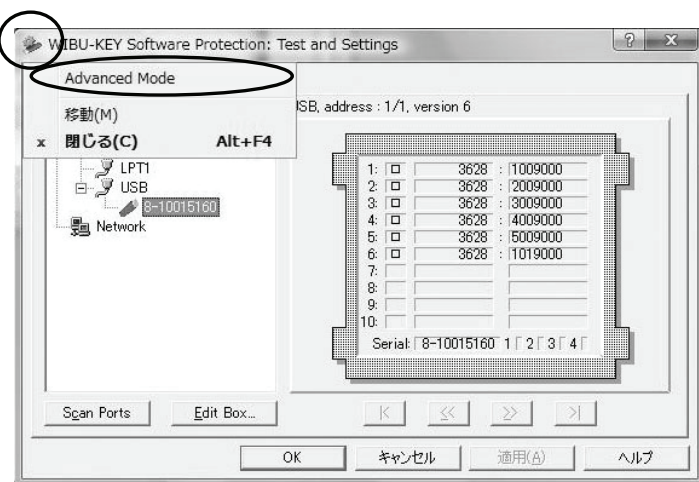 WIBU-KEY Software Protection: Test and Settings
Advanced Mode
移動(M)
x 閉じる(C) Alt+F4
USB, address : 1/1, version 6
LPT1
USB
8-10015160
Network
1: 3628 : 1009000
2: 3628 : 2009000
3: 3628 : 3009000
4: 3628 : 4009000
5: 3628 : 5009000
6: 3628 : 1019000
7:
8:
9:
10:
Serial: 8-10015160 1 2 3 4
Scan Ports Edit Box... |< << >> >|
OK キャンセル 適用(A) ヘルプ